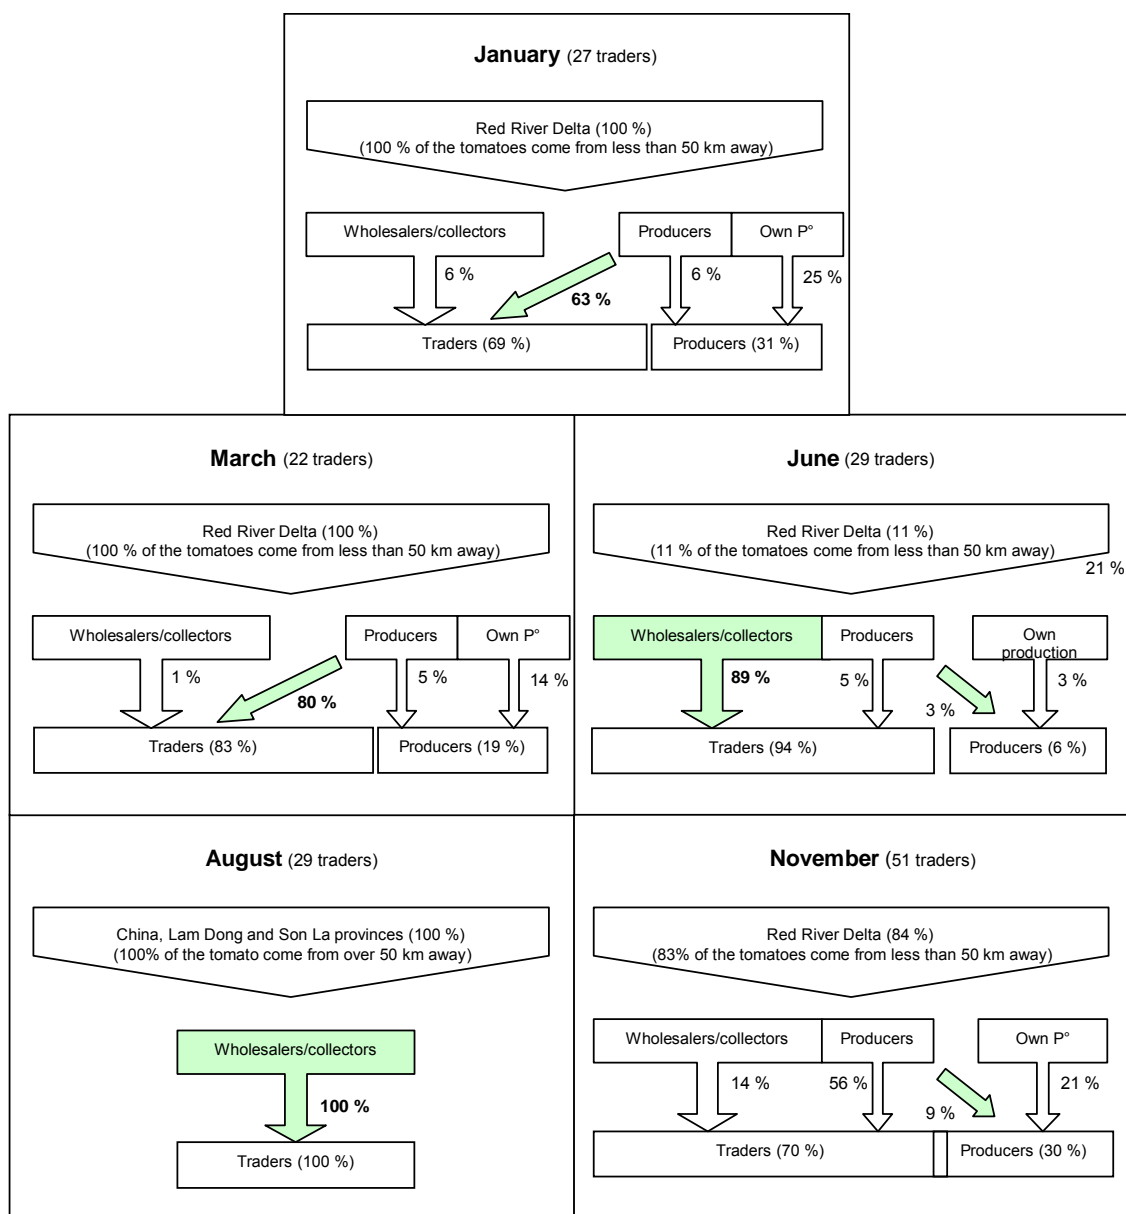 January (27 traders)
Red River Delta (100 %)
(100 % of the tomatoes come from less than 50 km away)
Wholesalers/collectors
Producers
Own P°
6 %
63 %
6 %
25 %
Traders (69 %)
Producers (31 %)
March (22 traders)
Red River Delta (100 %)
(100 % of the tomatoes come from less than 50 km away)
Wholesalers/collectors
Producers
Own P°
1 %
80 %
5 %
14 %
Traders (83 %)
Producers (19 %)
June (29 traders)
Red River Delta (11 %)
(11 % of the tomatoes come from less than 50 km away)
21 %
Wholesalers/collectors
Producers
Own
production
89 %
5 %
3 %
3 %
Traders (94 %)
Producers (6 %)
August (29 traders)
China, Lam Dong and Son La provinces (100 %)
(100% of the tomato come from over 50 km away)
Wholesalers/collectors
100 %
Traders (100 %)
November (51 traders)
Red River Delta (84 %)
(83% of the tomatoes come from less than 50 km away)
Wholesalers/collectors
Producers
Own P°
14 %
56 %
9 %
21 %
Traders (70 %)
Producers (30 %)